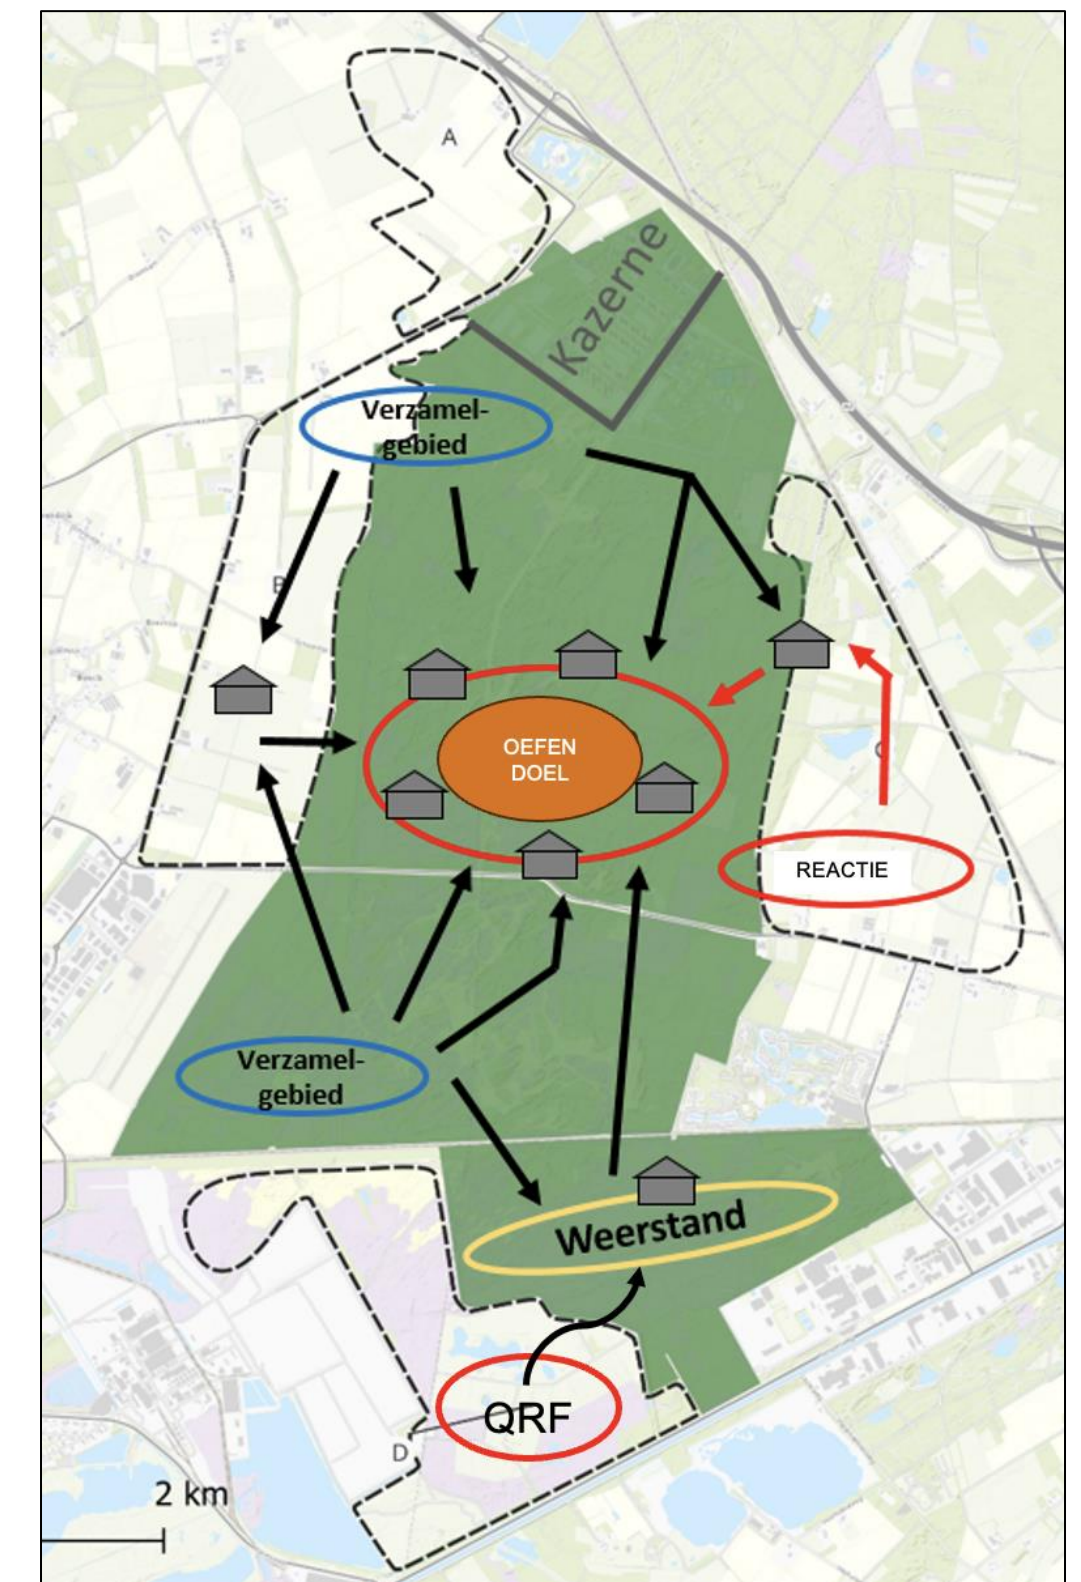 A
Kazerne
Verzamel-
gebied
B
OEFEN
DOEL
C
REACTIE
Verzamel-
gebied
Weerstand
QRF
D
2 km